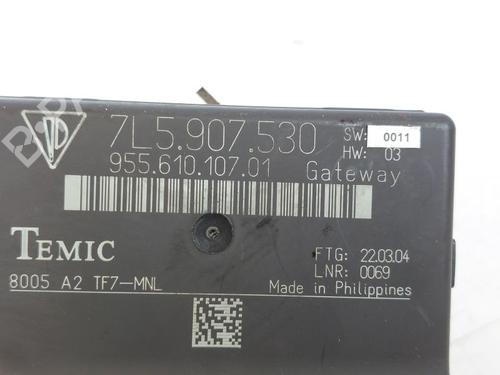 7L5.907.530
SW: 0011
955.610.107.01
HW: 03
Gateway
TEMIC
FTG: 22.03.04
LNR: 0069
8005 A2 TF7-MNL
Made in Philippines